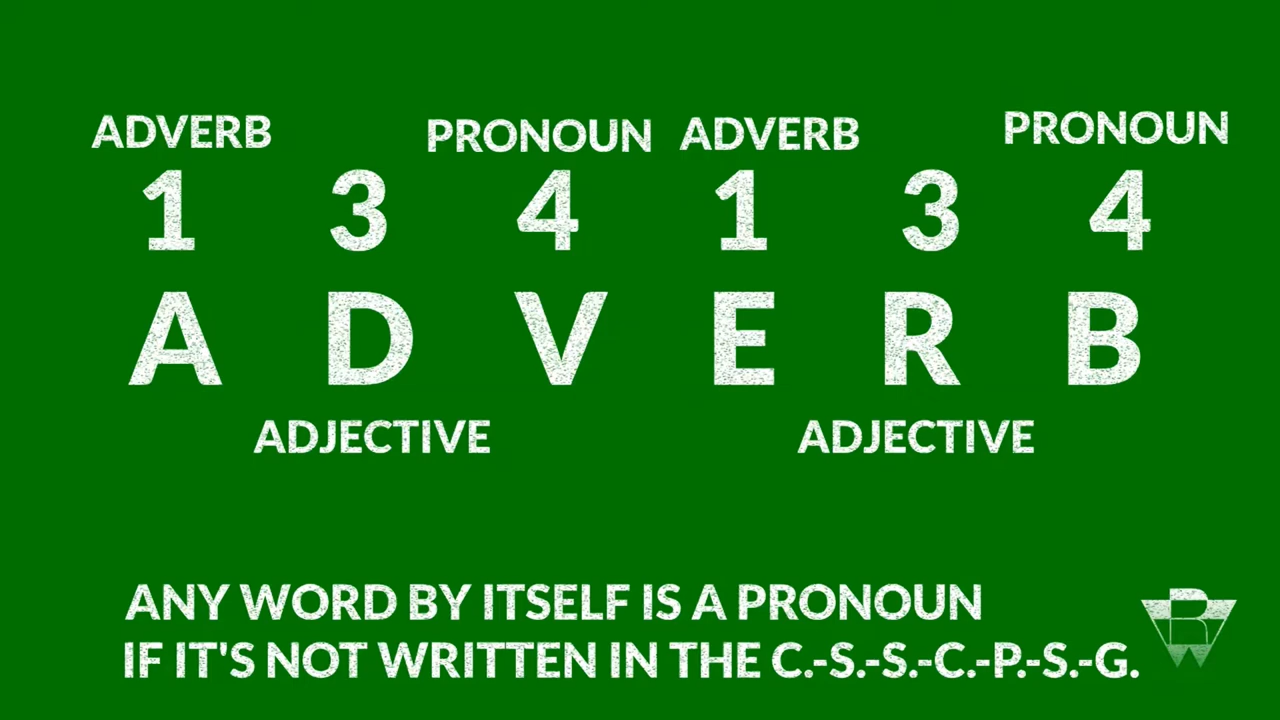 ADVERB PRONOUN ADVERB PRONOUN
1 3 4 1 3 4
A D V E R B
ADJECTIVE ADJECTIVE
ANY WORD BY ITSELF IS A PRONOUN
IF IT'S NOT WRITTEN IN THE C.-S.-S.-C.-P.-S.-G.
R
W